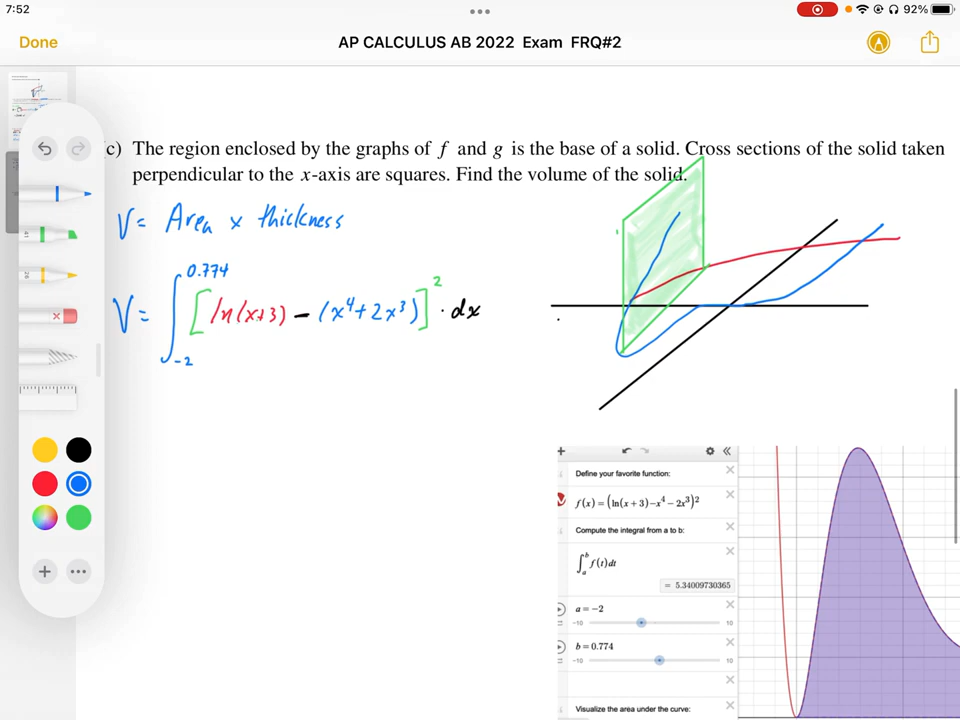 7:52
92%
Done
AP CALCULUS AB 2022 Exam FRQ#2
(c) The region enclosed by the graphs of f and g is the base of a solid. Cross sections of the solid taken
perpendicular to the x-axis are squares. Find the volume of the solid.
V = Area × thickness
V = ∫_{-2}^{0.774} [ln(x+3) − (x⁴+2x³)]² · dx
Define your favorite function:
f(x) = (ln(x + 3) − x⁴ − 2x³)²
Compute the integral from a to b:
∫ₐᵇ f(t)dt
= 5.34009730365
a = −2
-10 10
b = 0.774
-10 10
Visualize the area under the curve: